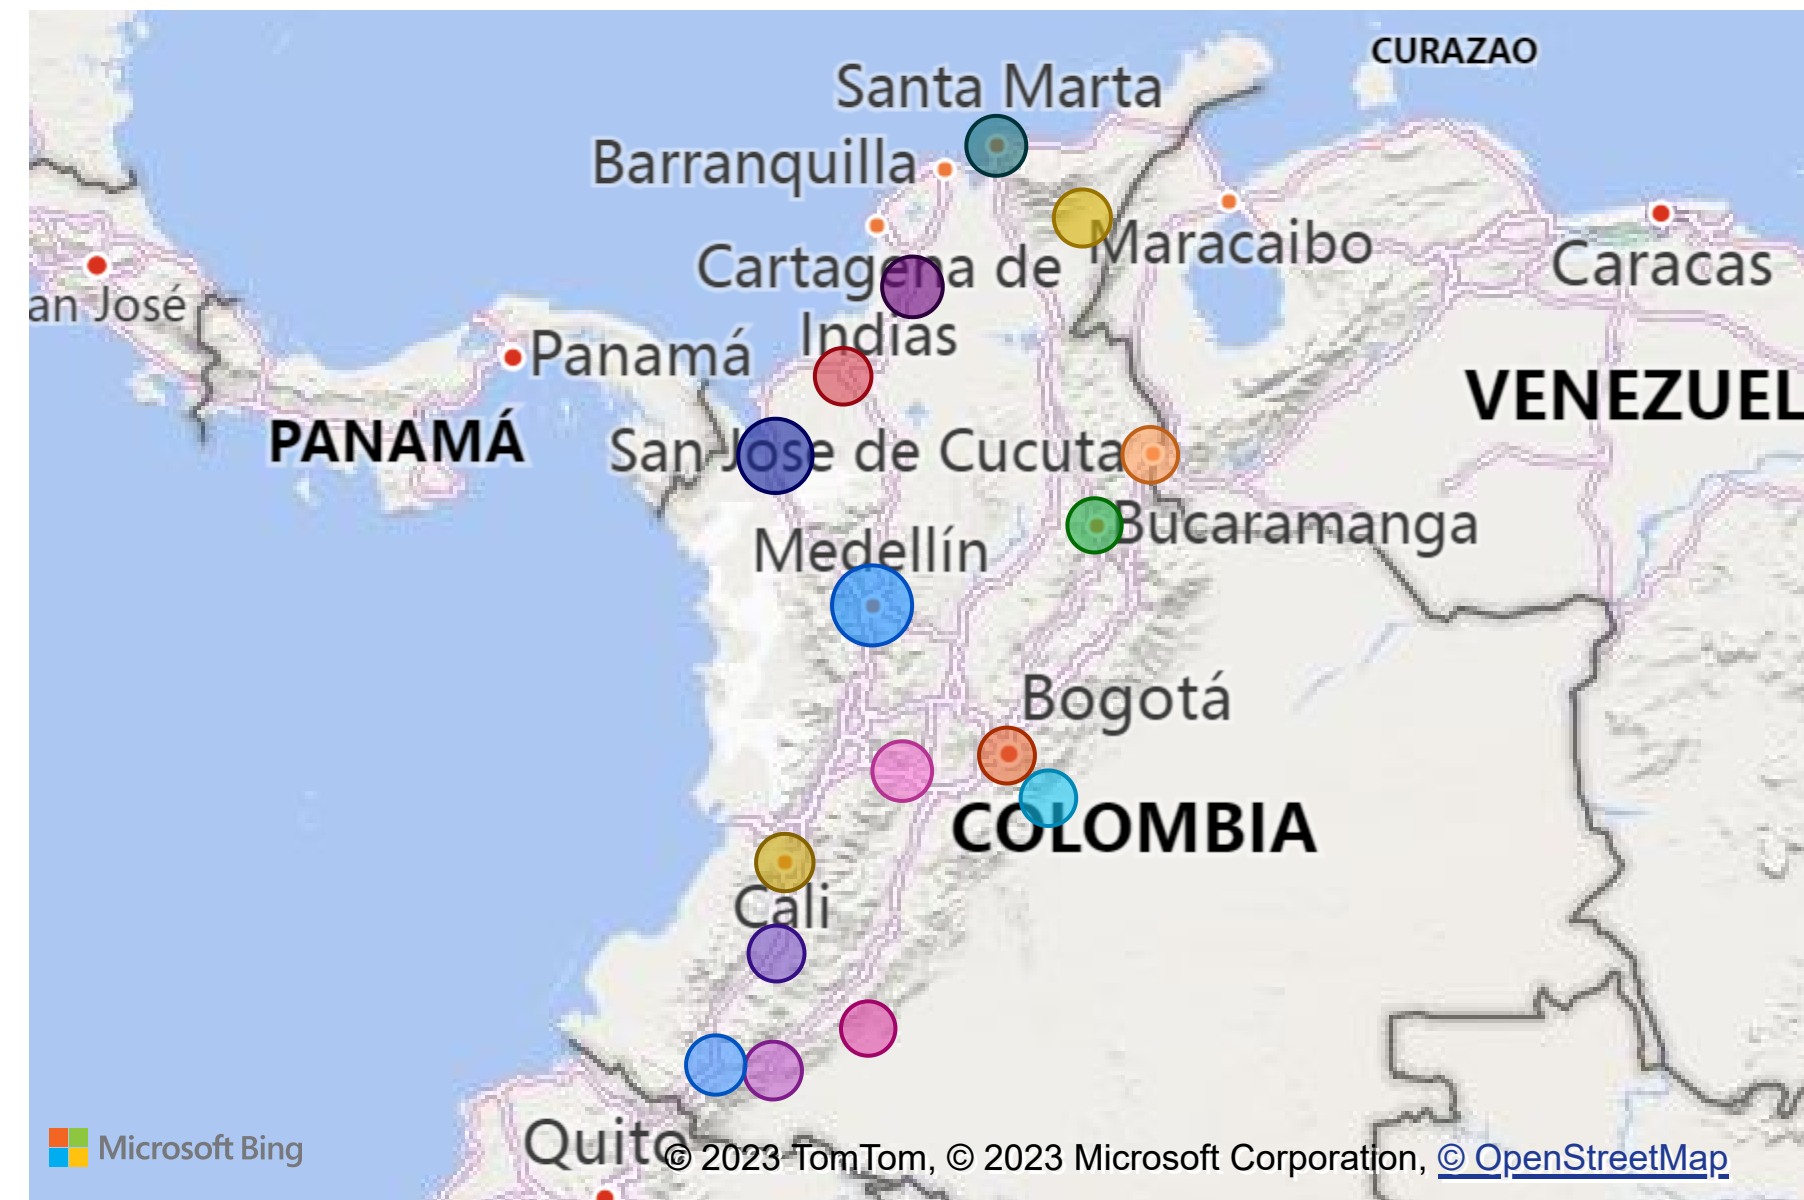 CURAZAO
Santa Marta
Barranquilla
Maracaibo
Caracas
Cartagena de
Indias
an José
Panamá
PANAMÁ
VENEZUEL
San Jose de Cucuta
Bucaramanga
Medellín
Bogotá
COLOMBIA
Cali
Quito
Microsoft Bing
© 2023 TomTom, © 2023 Microsoft Corporation, © OpenStreetMap